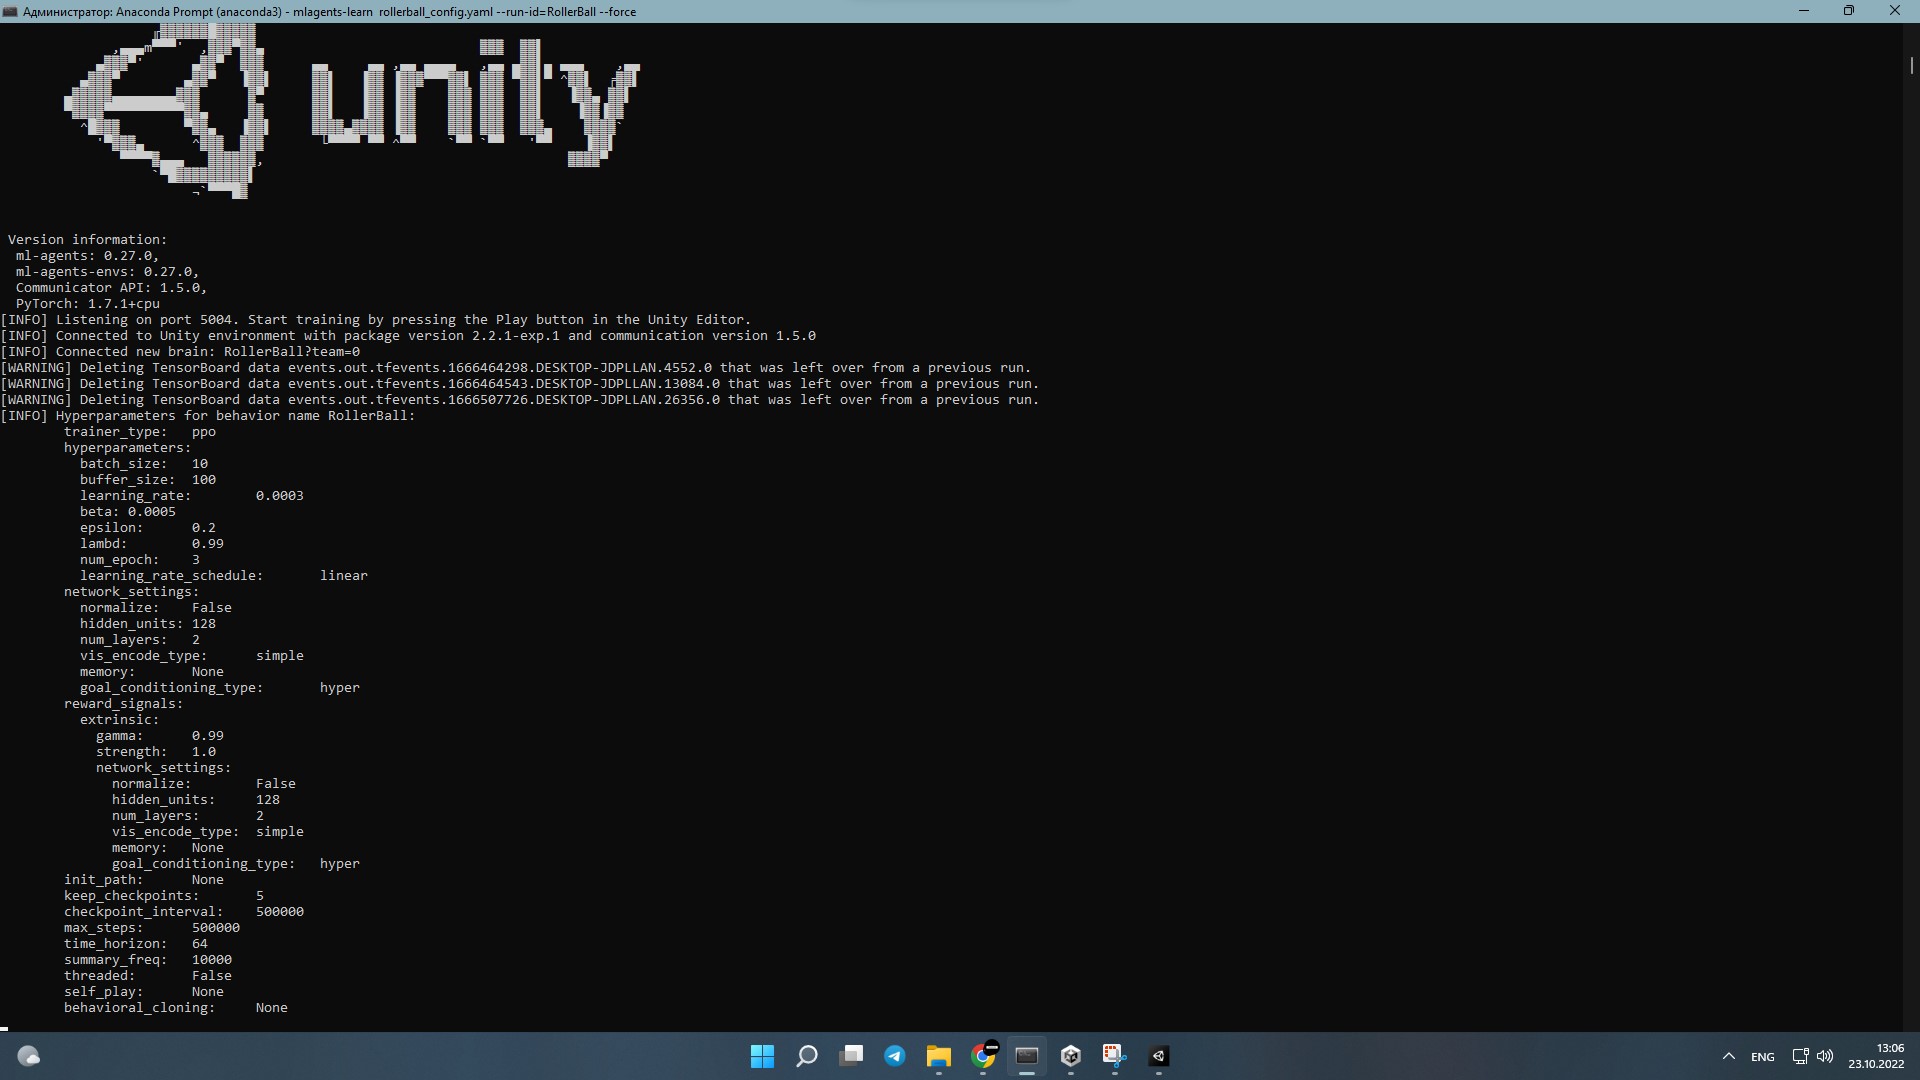 Администратор: Anaconda Prompt (anaconda3) - mlagents-learn  rollerball_config.yaml --run-id=RollerBall --force
unity
Version information:
ml-agents: 0.27.0,
ml-agents-envs: 0.27.0,
Communicator API: 1.5.0,
PyTorch: 1.7.1+cpu
[INFO] Listening on port 5004. Start training by pressing the Play button in the Unity Editor.
[INFO] Connected to Unity environment with package version 2.2.1-exp.1 and communication version 1.5.0
[INFO] Connected new brain: RollerBall?team=0
[WARNING] Deleting TensorBoard data events.out.tfevents.1666464298.DESKTOP-JDPLLAN.4552.0 that was left over from a previous run.
[WARNING] Deleting TensorBoard data events.out.tfevents.1666464543.DESKTOP-JDPLLAN.13084.0 that was left over from a previous run.
[WARNING] Deleting TensorBoard data events.out.tfevents.1666507726.DESKTOP-JDPLLAN.26356.0 that was left over from a previous run.
[INFO] Hyperparameters for behavior name RollerBall:
trainer_type:   ppo
hyperparameters:
batch_size:   10
buffer_size:  100
learning_rate:        0.0003
beta: 0.0005
epsilon:      0.2
lambd:        0.99
num_epoch:    3
learning_rate_schedule:       linear
network_settings:
normalize:    False
hidden_units: 128
num_layers:   2
vis_encode_type:      simple
memory:       None
goal_conditioning_type:       hyper
reward_signals:
extrinsic:
gamma:      0.99
strength:   1.0
network_settings:
normalize:        False
hidden_units:     128
num_layers:       2
vis_encode_type:  simple
memory:   None
goal_conditioning_type:   hyper
init_path:      None
keep_checkpoints:       5
checkpoint_interval:    500000
max_steps:      500000
time_horizon:   64
summary_freq:   10000
threaded:       False
self_play:      None
behavioral_cloning:     None
ENG
13:06
23.10.2022